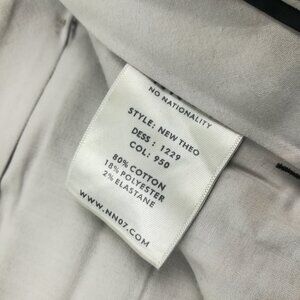 NO NATIONALITY
STYLE: NEW THEO
DESS : 1229
COL: 950
80% COTTON
18% POLYESTER
2% ELASTANE
WWW.NN07.COM